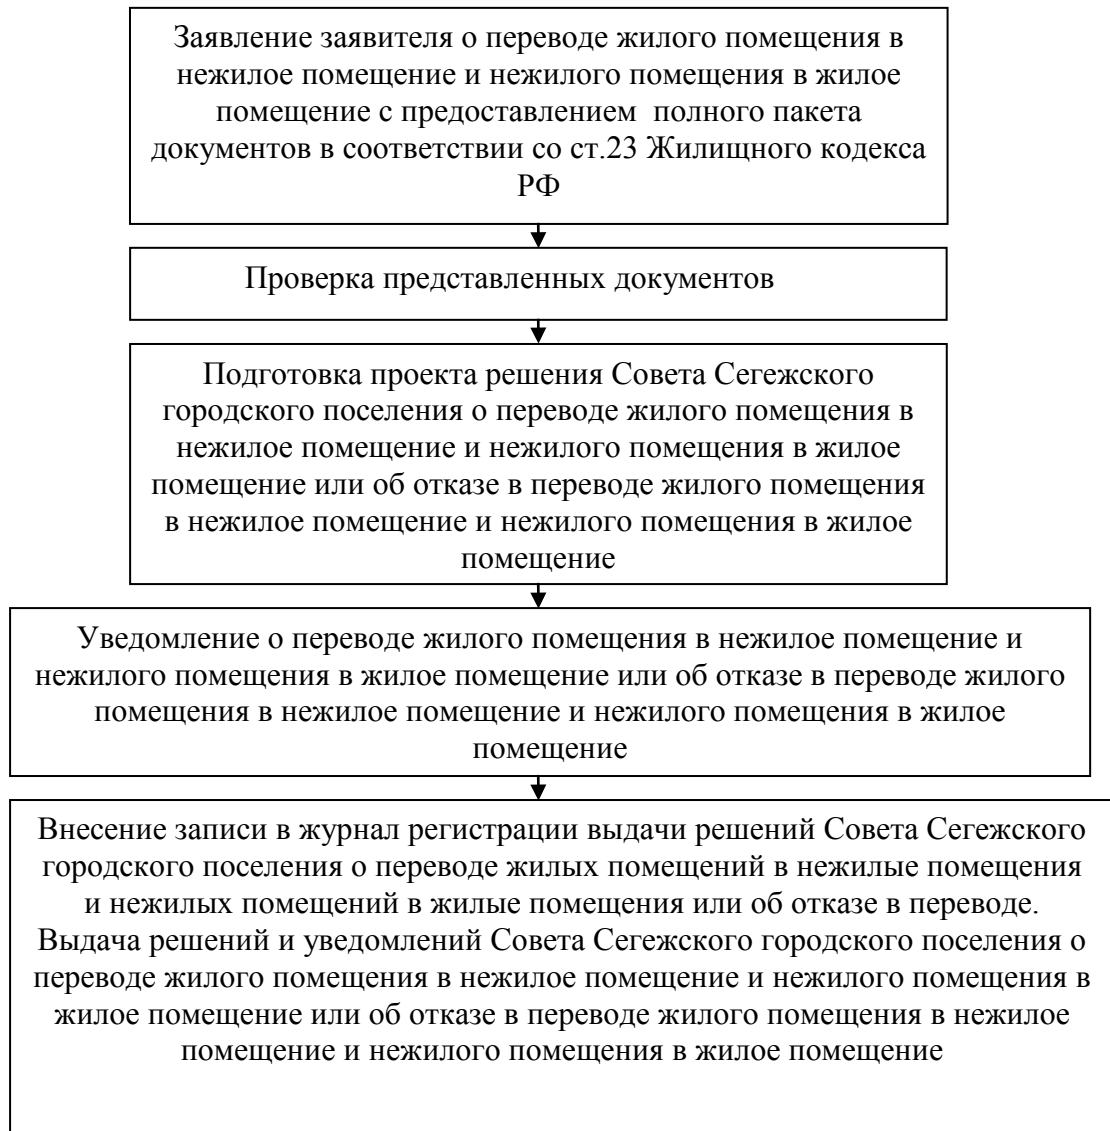 Заявление заявителя о переводе жилого помещения в
нежилое помещение и нежилого помещения в жилое
помещение с предоставлением  полного пакета
документов в соответствии со ст.23 Жилищного кодекса
РФ
Проверка представленных документов
Подготовка проекта решения Совета Сегежского
городского поселения о переводе жилого помещения в
нежилое помещение и нежилого помещения в жилое
помещение или об отказе в переводе жилого помещения
в нежилое помещение и нежилого помещения в жилое
помещение
Уведомление о переводе жилого помещения в нежилое помещение и
нежилого помещения в жилое помещение или об отказе в переводе жилого
помещения в нежилое помещение и нежилого помещения в жилое
помещение
Внесение записи в журнал регистрации выдачи решений Совета Сегежского
городского поселения о переводе жилых помещений в нежилые помещения
и нежилых помещений в жилые помещения или об отказе в переводе.
Выдача решений и уведомлений Совета Сегежского городского поселения о
переводе жилого помещения в нежилое помещение и нежилого помещения в
жилое помещение или об отказе в переводе жилого помещения в нежилое
помещение и нежилого помещения в жилое помещение